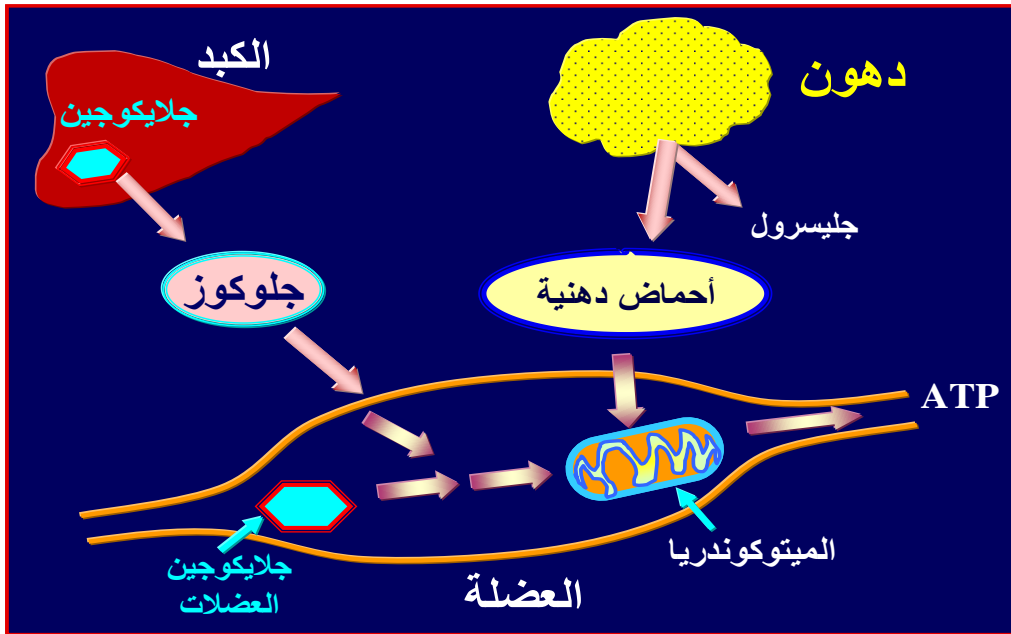 الكبد
دهون
جلايكوجين
جليسرول
جلوكوز
أحماض دهنية
ATP
الميتوكوندريا
جلايكوجين
العضلات
العضلة